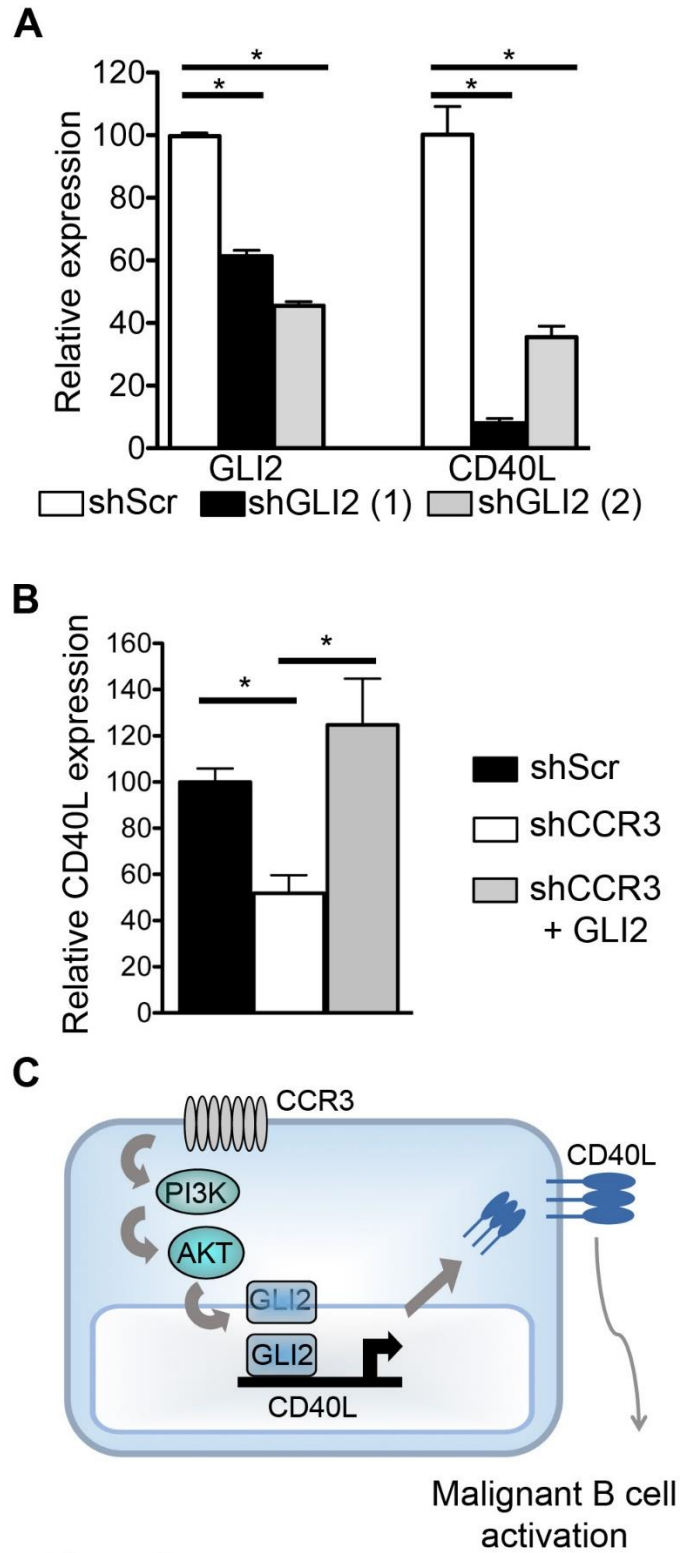 A
120
* *
100
80
60
40
20
0
Relative expression
* *
GLI2 CD40L
shScr shGLI2 (1) shGLI2 (2)
B
160
140
120
100
80
60
40
20
0
Relative CD40L expression
*
*
shScr
shCCR3
shCCR3
+ GLI2
C
CCR3
CD40L
PI3K
AKT
GLI2
GLI2
CD40L
Malignant B cell
activation